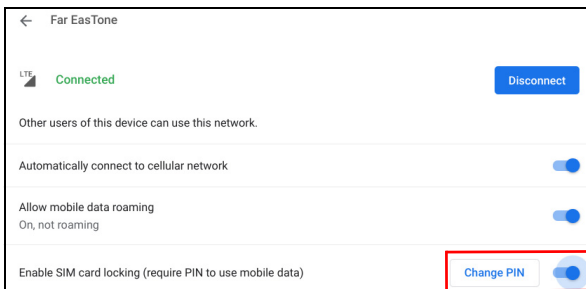 Far EasTone
LTE
Connected
Disconnect
Other users of this device can use this network.
Automatically connect to cellular network
Allow mobile data roaming
On, not roaming
Enable SIM card locking (require PIN to use mobile data)
Change PIN